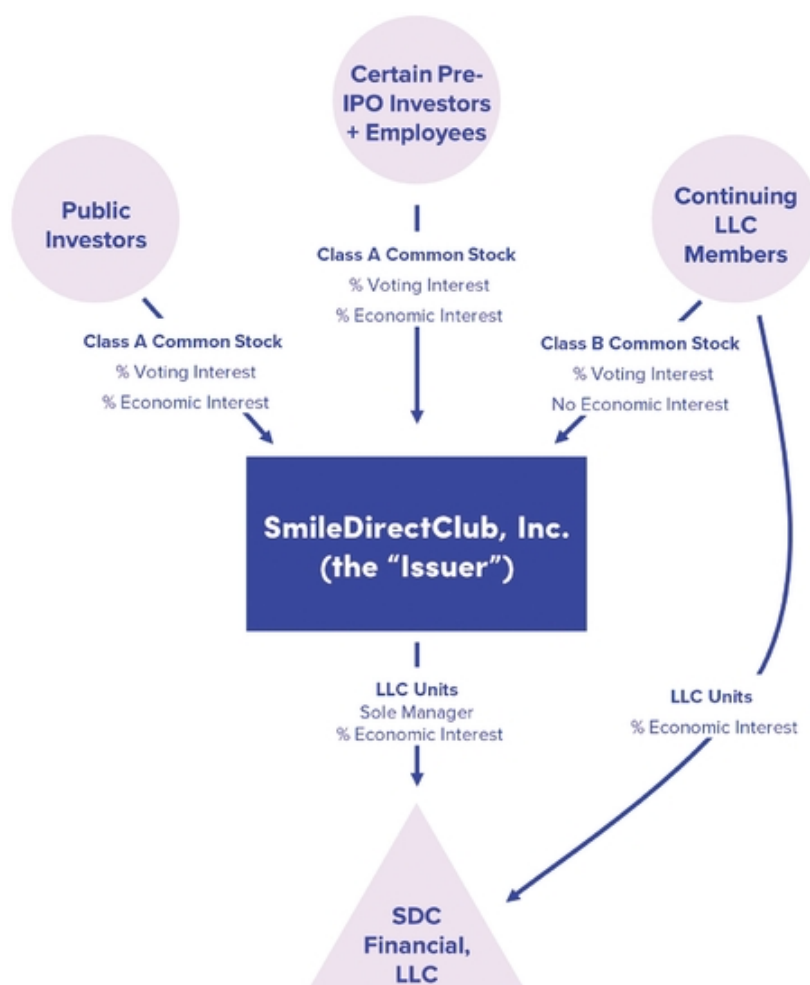 Certain Pre-
IPO Investors
+ Employees
Public
Investors
Continuing
LLC
Members
Class A Common Stock
% Voting Interest
% Economic Interest
Class A Common Stock
% Voting Interest
% Economic Interest
Class B Common Stock
% Voting Interest
No Economic Interest
SmileDirectClub, Inc.
(the “Issuer”)
LLC Units
Sole Manager
% Economic Interest
LLC Units
% Economic Interest
SDC
Financial,
LLC